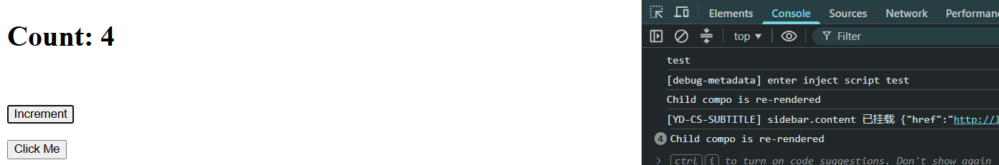 Count: 4
Increment
Click Me
Elements Console Sources Network Performanc
top Filter
test
[debug-metadata] enter inject script test
Child compo is re-rendered
[YD-CS-SUBTITLE] sidebar.content 已挂载 {"href":"http://l
4 Child compo is re-rendered
ctrl i to turn on code suggestions. Don't show again